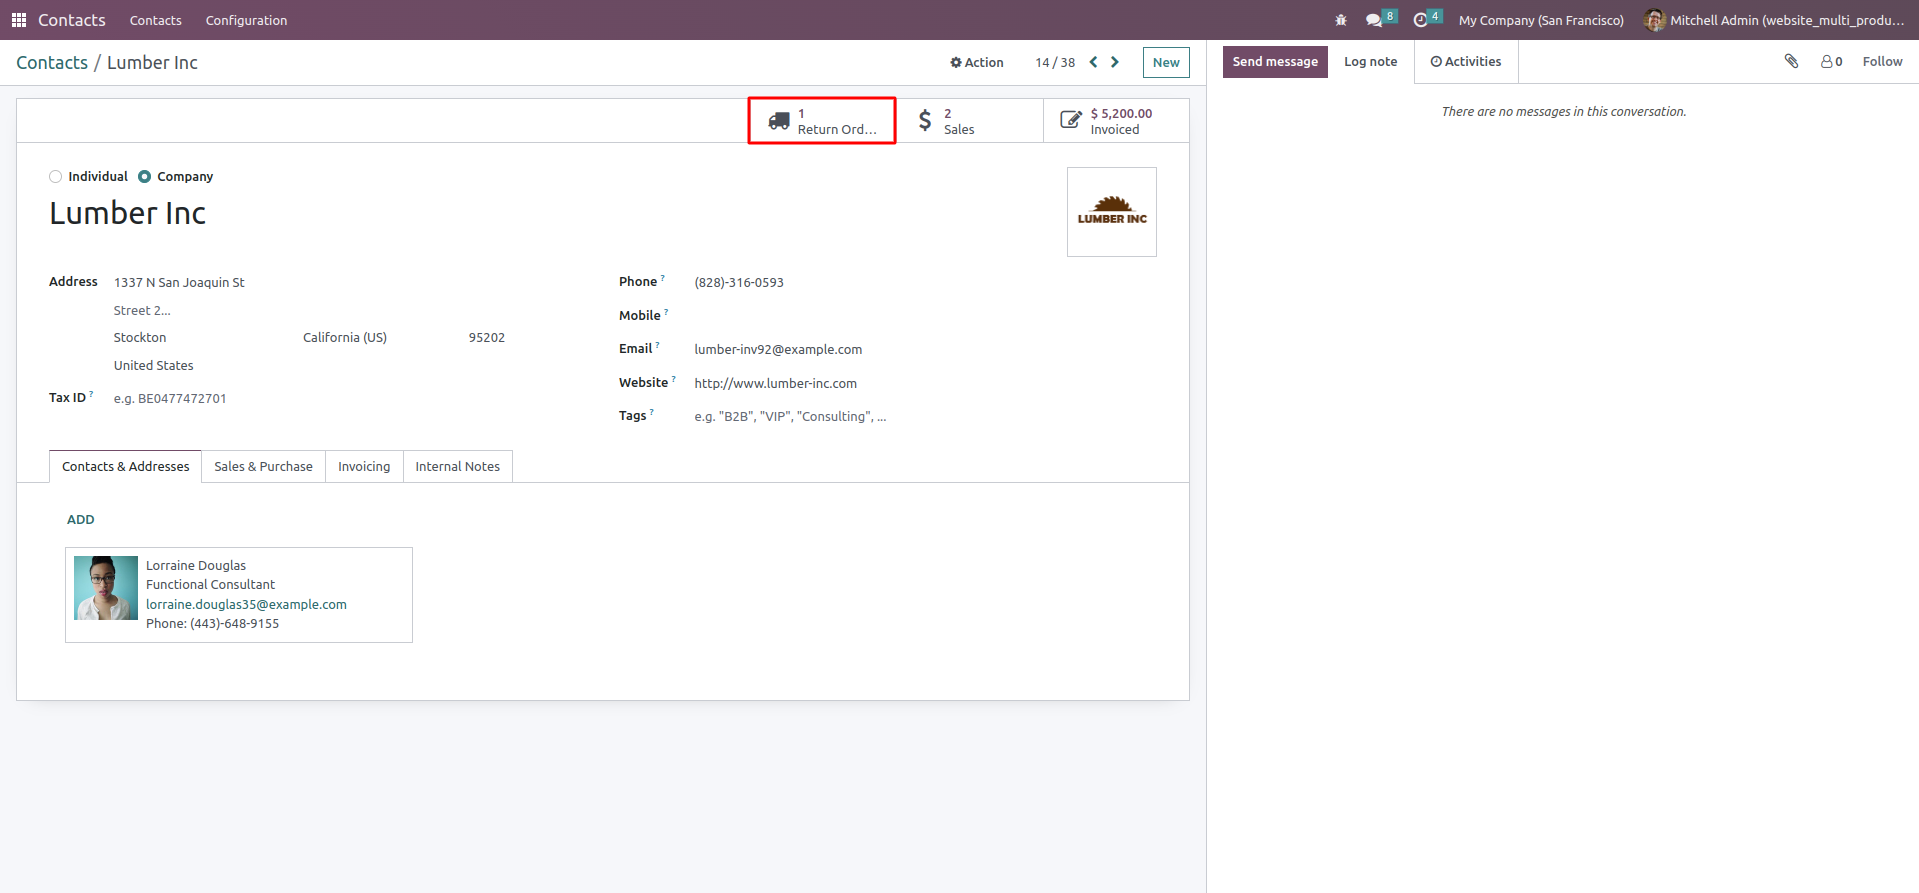 Contacts Contacts Configuration 8 4 My Company (San Francisco) Mitchell Admin (website_multi_produ...
Contacts / Lumber Inc Action 14 / 38 New Send message Log note Activities 0 Follow
There are no messages in this conversation.
1
Return Ord...
2
Sales
$ 5,200.00
Invoiced
Individual Company
Lumber Inc
LUMBER INC
Address 1337 N San Joaquin St
Street 2...
Stockton California (US) 95202
United States
Tax ID ? e.g. BE0477472701
Phone ? (828)-316-0593
Mobile ?
Email ? lumber-inv92@example.com
Website ? http://www.lumber-inc.com
Tags ? e.g. "B2B", "VIP", "Consulting", ...
Contacts & Addresses Sales & Purchase Invoicing Internal Notes
ADD
Lorraine Douglas
Functional Consultant
lorraine.douglas35@example.com
Phone: (443)-648-9155